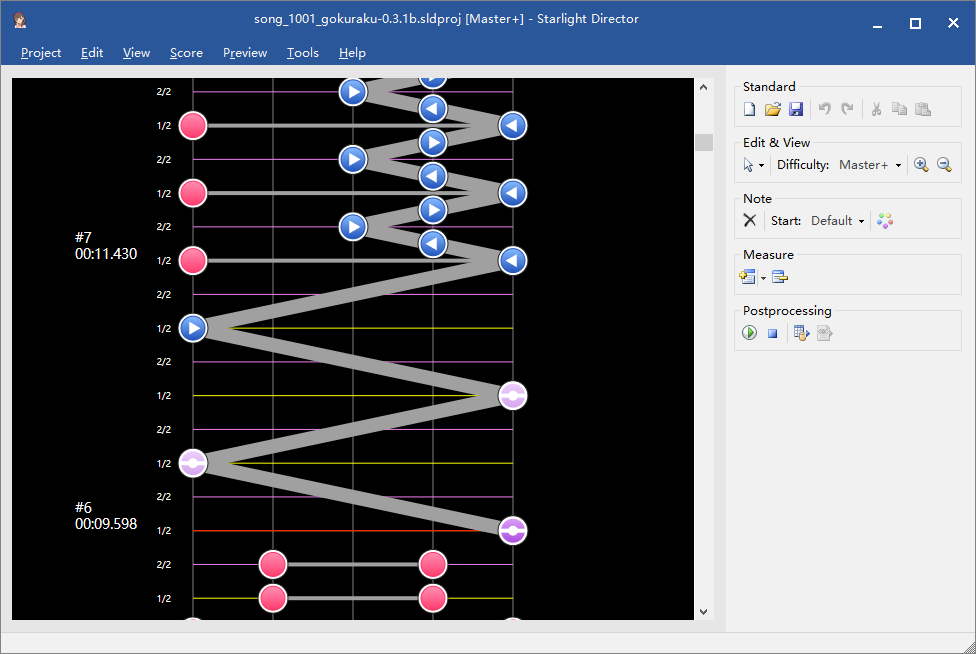 song_1001_gokuraku-0.3.1b.sldproj [Master+] - Starlight Director
Project Edit View Score Preview Tools Help
2/2
1/2
2/2
1/2
2/2
#7
00:11.430
1/2
2/2
1/2
2/2
1/2
2/2
1/2
2/2
#6
00:09.598
1/2
2/2
1/2
Standard
Edit & View
Difficulty: Master+
Note
Start: Default
Measure
Postprocessing